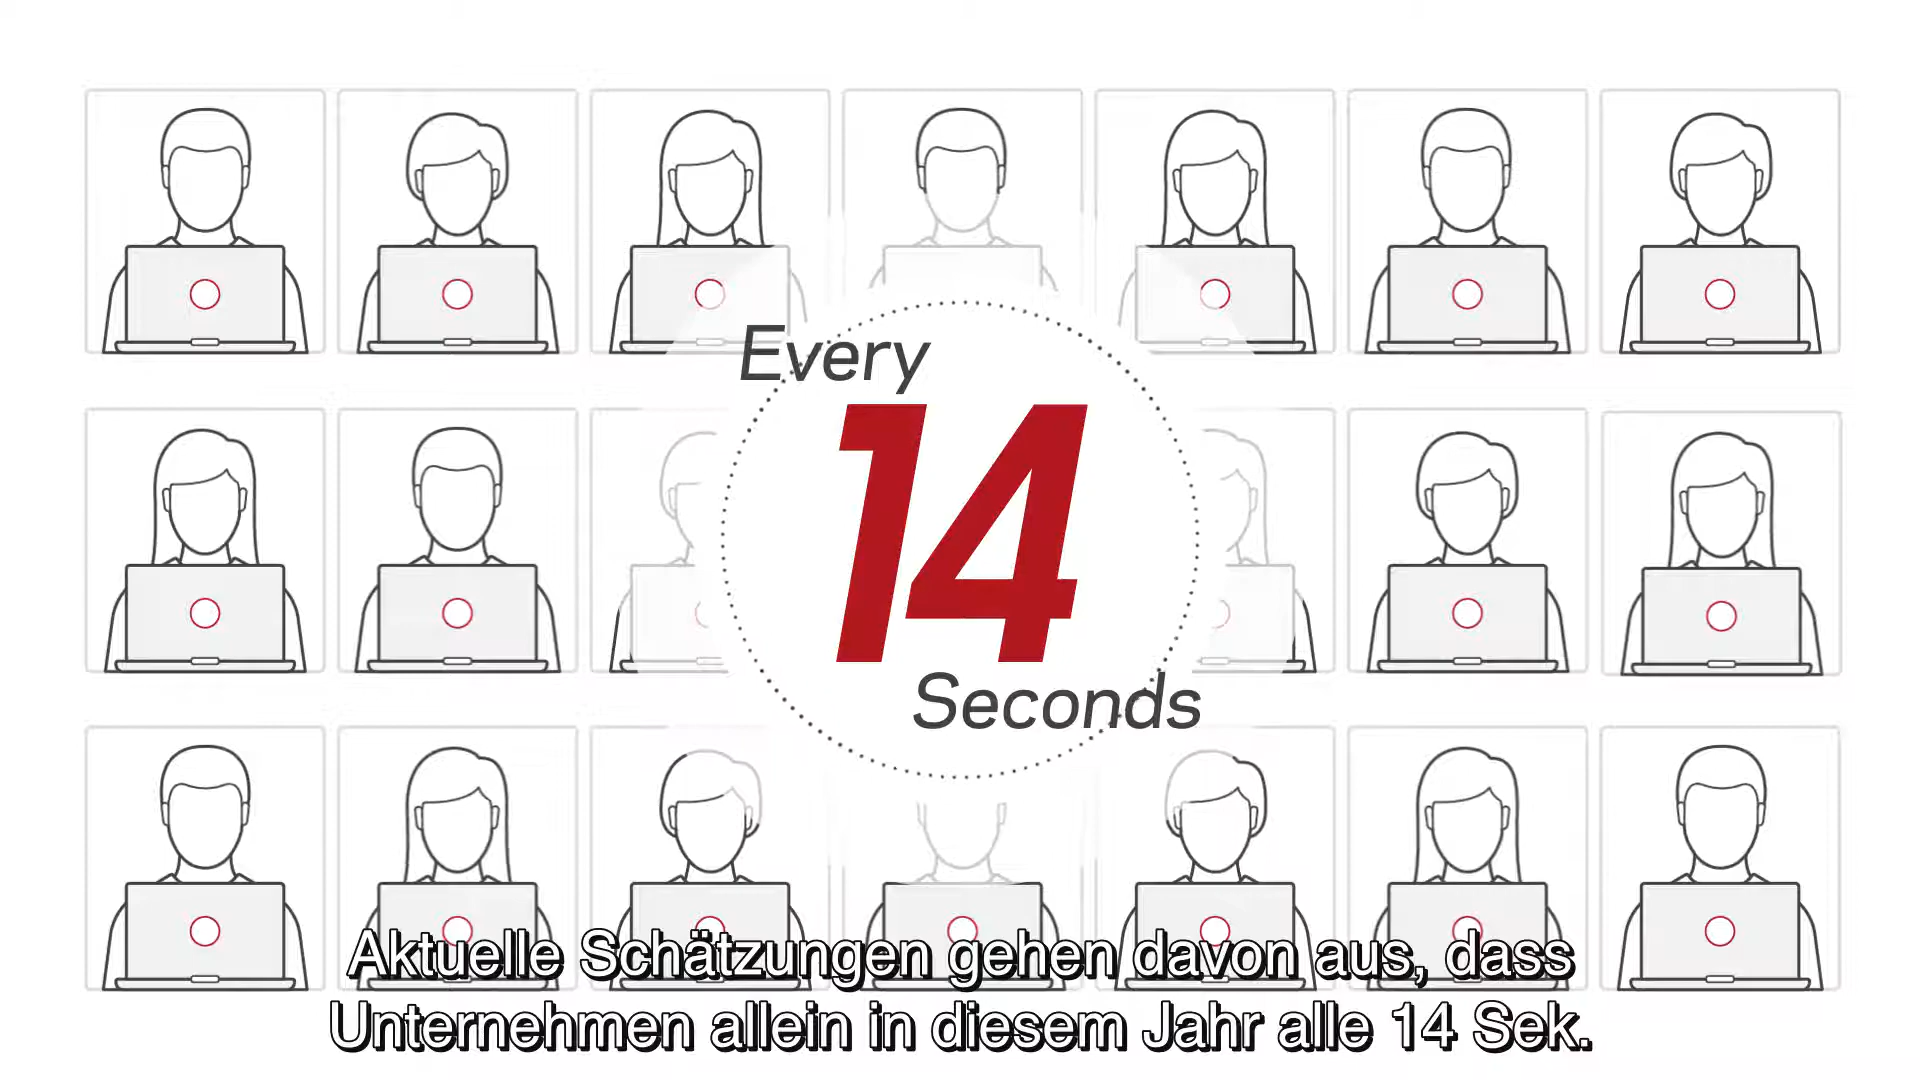 Every
14
Seconds
Aktuelle Schätzungen gehen davon aus, dass
Unternehmen allein in diesem Jahr alle 14 Sek.